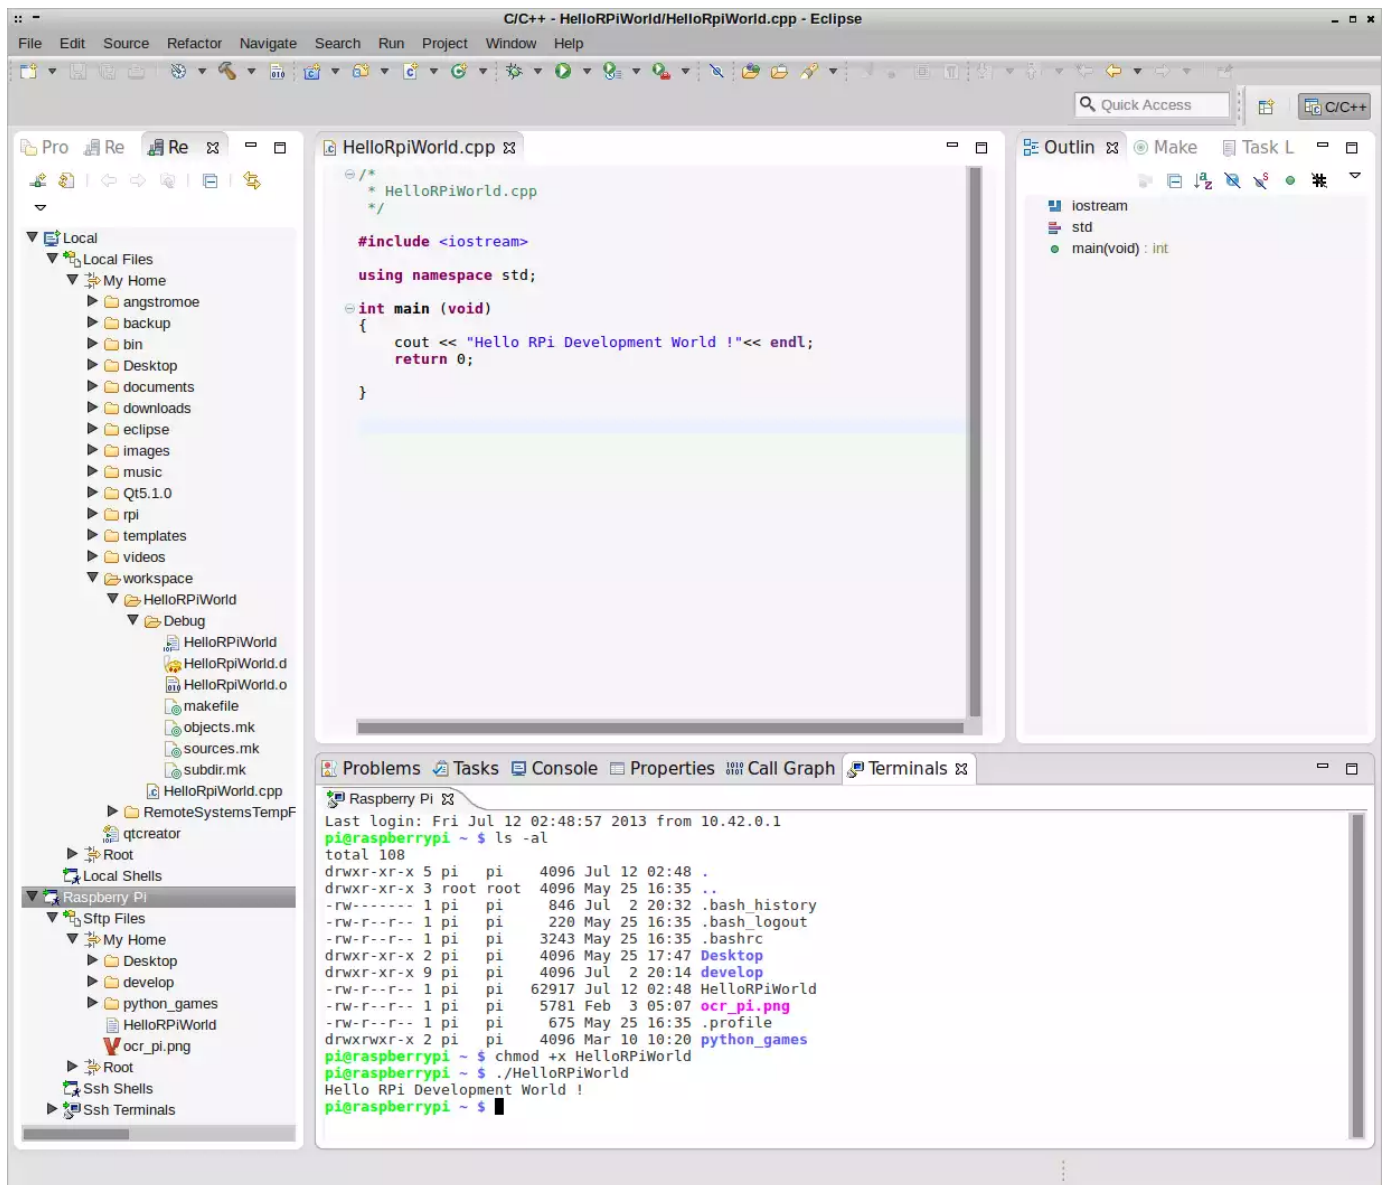 C/C++ - HelloRPiWorld/HelloRpiWorld.cpp - Eclipse
File Edit Source Refactor Navigate Search Run Project Window Help
Quick Access
C/C++
Pro Re Re
Local
Local Files
My Home
angstromoe
backup
bin
Desktop
documents
downloads
eclipse
images
music
Qt5.1.0
rpi
templates
videos
workspace
HelloRPiWorld
Debug
HelloRPiWorld
HelloRpiWorld.d
HelloRpiWorld.o
makefile
objects.mk
sources.mk
subdir.mk
HelloRpiWorld.cpp
RemoteSystemsTempF
qtcreator
Root
Local Shells
Raspberry Pi
Sftp Files
My Home
Desktop
develop
python_games
HelloRPiWorld
ocr_pi.png
Root
Ssh Shells
Ssh Terminals
HelloRpiWorld.cpp
/*
* HelloRPiWorld.cpp
*/
#include <iostream>
using namespace std;
int main (void)
{
cout << "Hello RPi Development World !"<< endl;
return 0;
}
Outlin Make Task L
iostream
std
main(void) : int
Problems Tasks Console Properties Call Graph Terminals
Raspberry Pi
Last login: Fri Jul 12 02:48:57 2013 from 10.42.0.1
pi@raspberrypi ~ $ ls -al
total 108
drwxr-xr-x 5 pi pi 4096 Jul 12 02:48 .
drwxr-xr-x 3 root root 4096 May 25 16:35 ..
-rw------- 1 pi pi 846 Jul 2 20:32 .bash_history
-rw-r--r-- 1 pi pi 220 May 25 16:35 .bash_logout
-rw-r--r-- 1 pi pi 3243 May 25 16:35 .bashrc
drwxr-xr-x 2 pi pi 4096 May 25 17:47 Desktop
drwxr-xr-x 9 pi pi 4096 Jul 2 20:14 develop
-rw-r--r-- 1 pi pi 62917 Jul 12 02:48 HelloRPiWorld
-rw-r--r-- 1 pi pi 5781 Feb 3 05:07 ocr_pi.png
-rw-r--r-- 1 pi pi 675 May 25 16:35 .profile
drwxrwxr-x 2 pi pi 4096 Mar 10 10:20 python_games
pi@raspberrypi ~ $ chmod +x HelloRPiWorld
pi@raspberrypi ~ $ ./HelloRPiWorld
Hello RPi Development World !
pi@raspberrypi ~ $